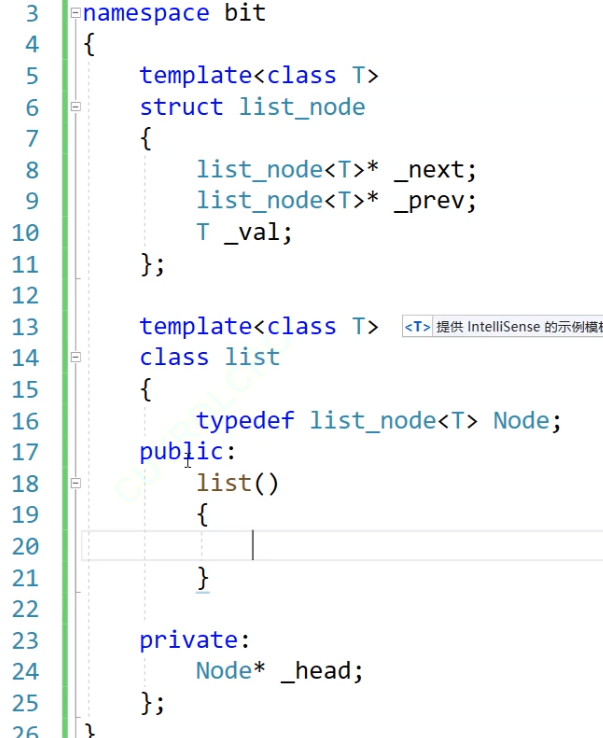 3 namespace bit
4 {
5 template<class T>
6 struct list_node
7 {
8 list_node<T>* _next;
9 list_node<T>* _prev;
10 T _val;
11 };
12
13 template<class T> <T> 提供 IntelliSense 的示例模板
14 class list
15 {
16 typedef list_node<T> Node;
17 public:
18 list()
19 {
20
21 }
22
23 private:
24 Node* _head;
25 };
26 }